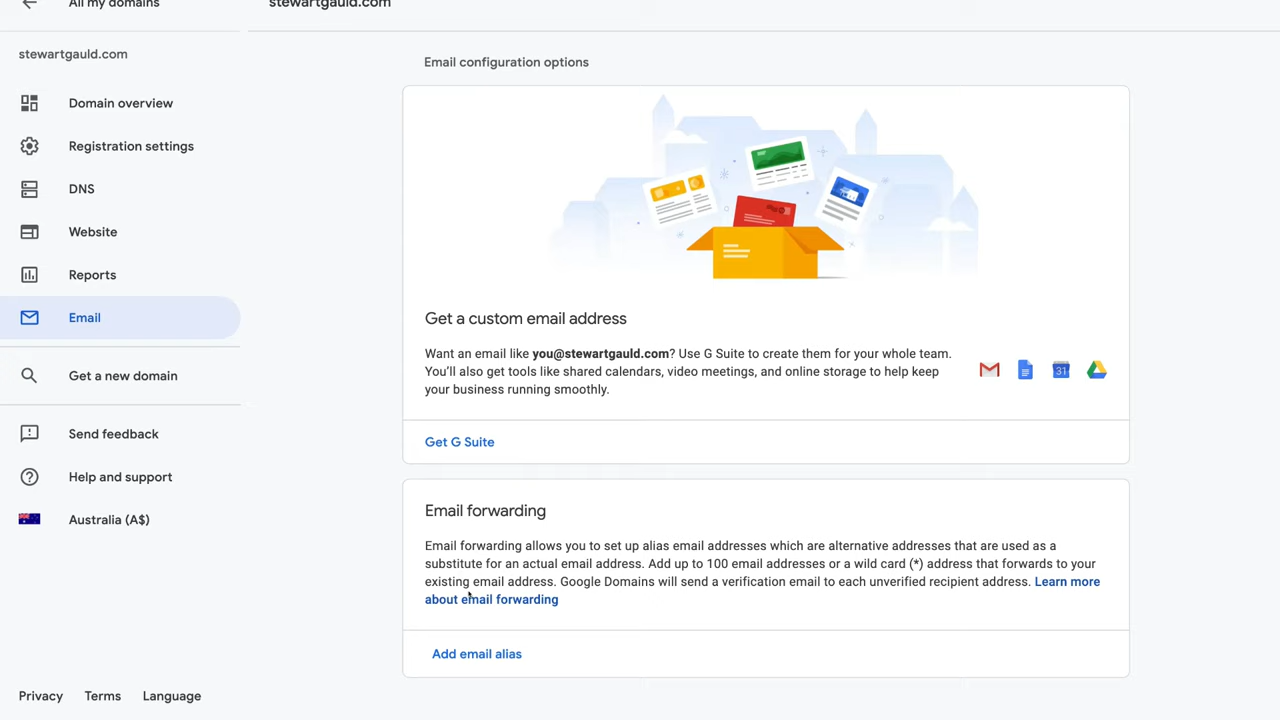 All my domains
stewartgauld.com
stewartgauld.com
Domain overview
Registration settings
DNS
Website
Reports
Email
Get a new domain
Send feedback
Help and support
Australia (A$)
Privacy Terms Language
Email configuration options
Get a custom email address
Want an email like you@stewartgauld.com? Use G Suite to create them for your whole team.
You'll also get tools like shared calendars, video meetings, and online storage to help keep
your business running smoothly.
31
Get G Suite
Email forwarding
Email forwarding allows you to set up alias email addresses which are alternative addresses that are used as a
substitute for an actual email address. Add up to 100 email addresses or a wild card (*) address that forwards to your
existing email address. Google Domains will send a verification email to each unverified recipient address. Learn more
about email forwarding
Add email alias